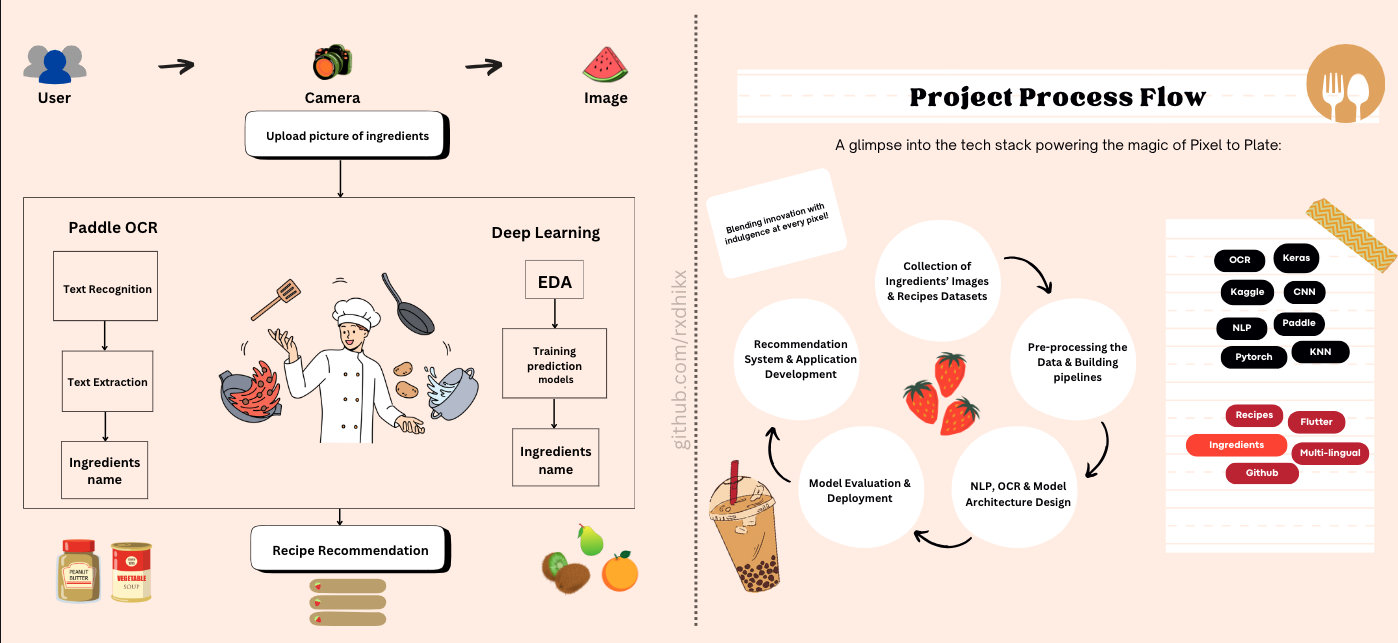 User
Camera
Image
Upload picture of ingredients
Paddle OCR
Text Recognition
Text Extraction
Ingredients
name
Deep Learning
EDA
Training
prediction
models
Ingredients
name
Recipe Recommendation
PEANUT
BUTTER
VEGETABLE
SOUP
github.com/rxdhikx
Project Process Flow
A glimpse into the tech stack powering the magic of Pixel to Plate:
Blending innovation with
indulgence at every pixel!
Collection of
Ingredients' Images
& Recipes Datasets
Pre-processing the
Data & Building
pipelines
NLP, OCR & Model
Architecture Design
Model Evaluation &
Deployment
Recommendation
System & Application
Development
OCR
Keras
Kaggle
CNN
NLP
Paddle
Pytorch
KNN
Recipes
Flutter
Ingredients
Multi-lingual
Github